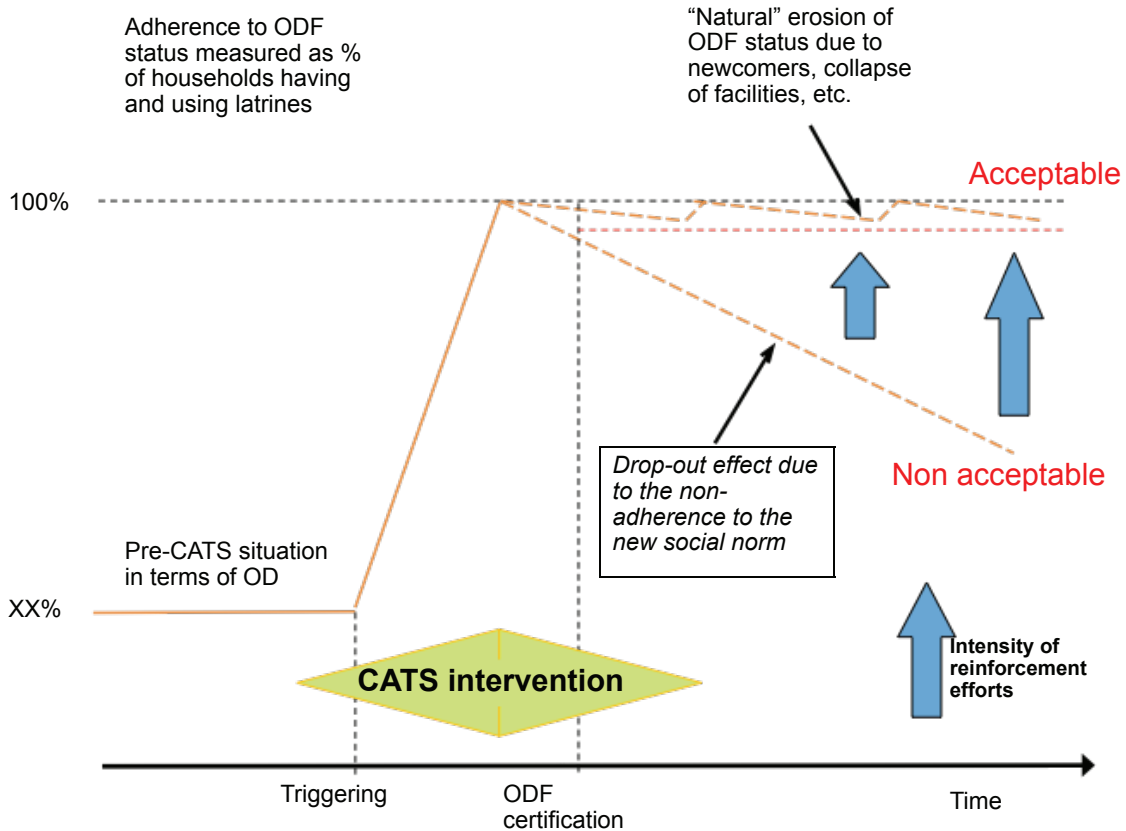 Adherence to ODF
status measured as %
of households having
and using latrines
“Natural” erosion of
ODF status due to
newcomers, collapse
of facilities, etc.
Acceptable
100%
Drop-out effect due
to the non-
adherence to the
new social norm
Non acceptable
Pre-CATS situation
in terms of OD
XX%
CATS intervention
Intensity of
reinforcement
efforts
Triggering
ODF
certification
Time